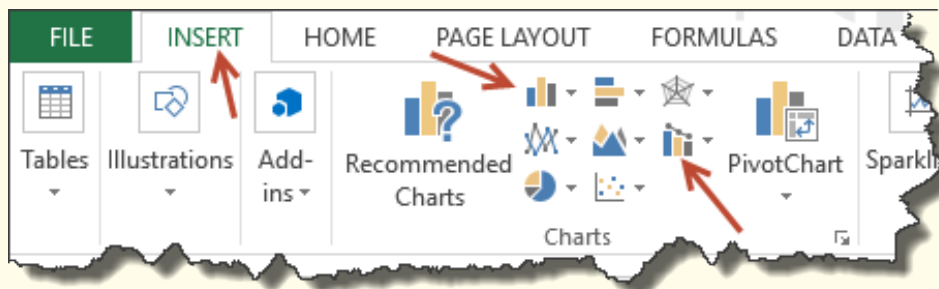 FILE INSERT HOME PAGE LAYOUT FORMULAS DATA
Tables Illustrations Add-
ins Recommended
Charts PivotChart
Charts